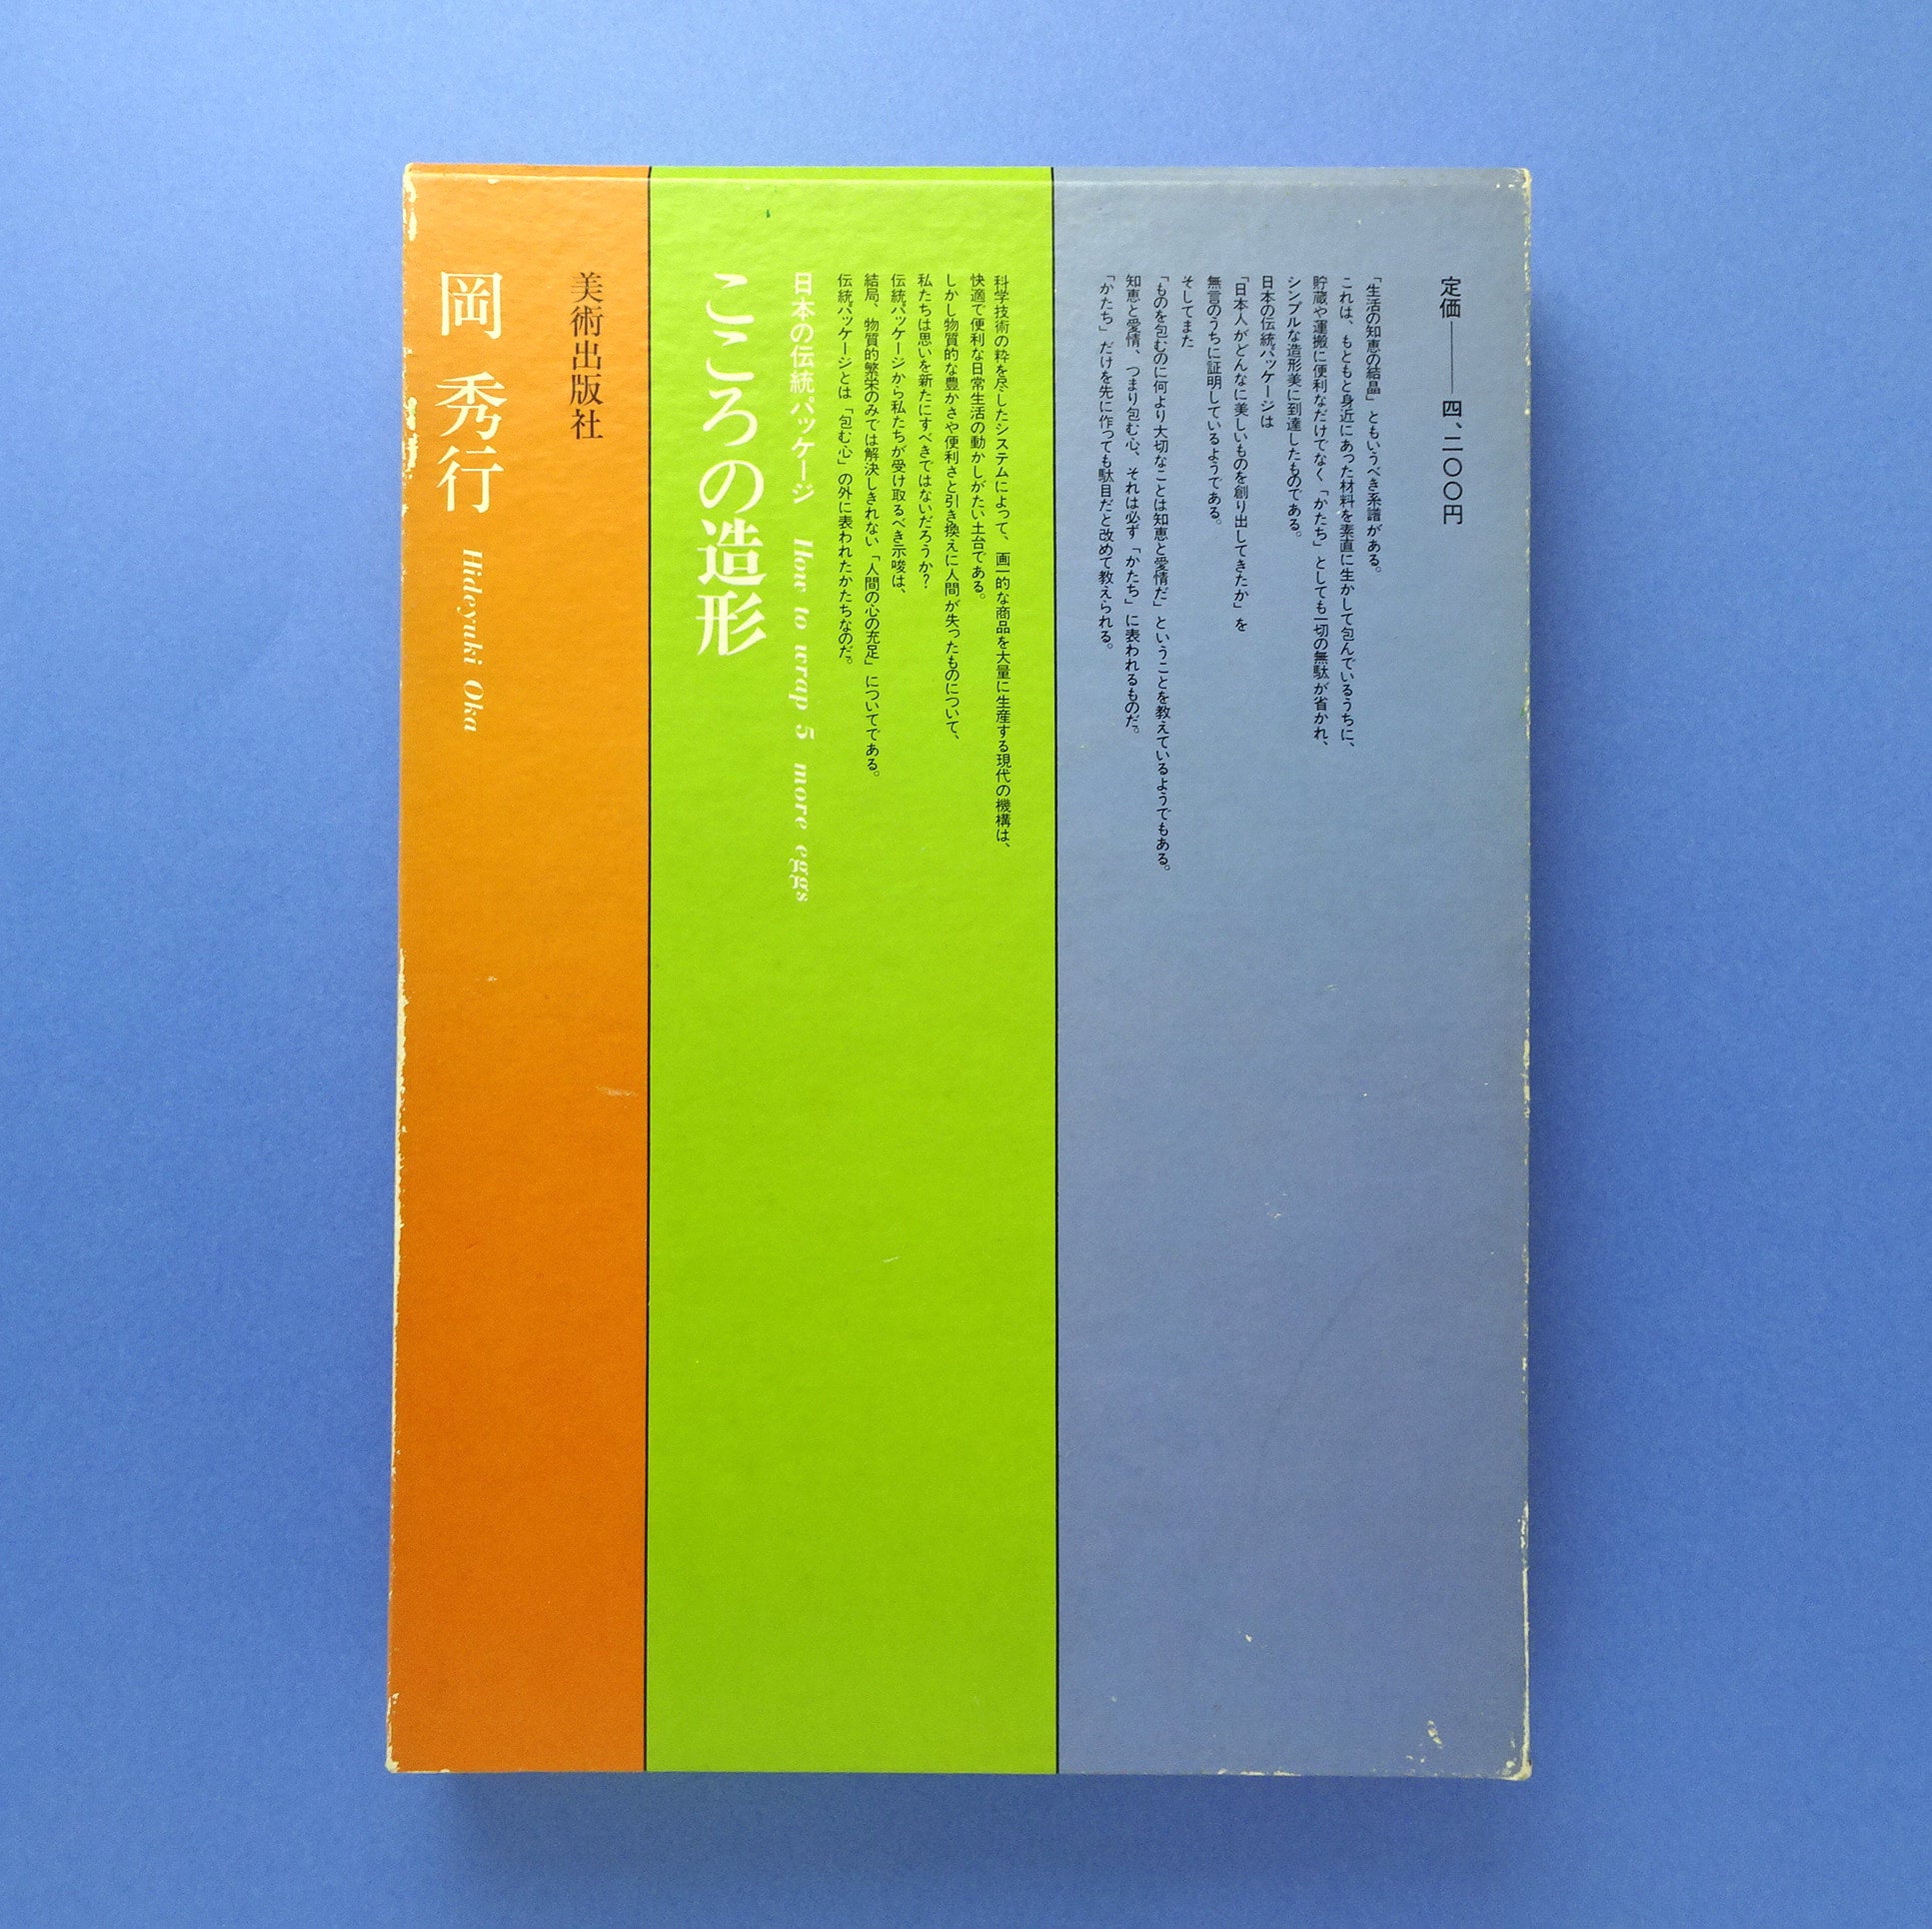 定価――四、二〇〇円
「生活の知恵の結晶」ともいうべき系譜がある。
これは、もともと身近にあった材料を素直に生かして包んでいるうちに、
貯蔵や運搬に便利なだけでなく「かたち」としても一切の無駄が省かれ、
シンプルな造形美に到達したものである。
日本の伝統パッケージは
「日本人がどんなに美しいものを創り出してきたか」を
無言のうちに証明しているようである。
そしてまた
「ものを包むのに何より大切なことは知恵と愛情だ」ということを教えているようでもある。
知恵と愛情、つまり包む心、それは必ず「かたち」に表われるものだ。
「かたち」だけを先に作っても駄目だと改めて教えられる。
科学技術の粋を尽したシステムによって、画一的な商品を大量に生産する現代の機構は、
快適で便利な日常生活の動かしがたい土台である。
しかし物質的な豊かさや便利さと引き換えに人間が失ったものについて、
私たちは思いを新たにすべきではないだろうか?
伝統パッケージから私たちが受け取るべき示唆は、
結局、物質的繁栄のみでは解決しきれない「人間の心の充足」についてである。
伝統パッケージとは「包む心」の外に表われたかたちなのだ。
日本の伝統パッケージ How to wrap 5 more eggs
こころの造形
美術出版社
岡 秀行 Hideyuki Oka